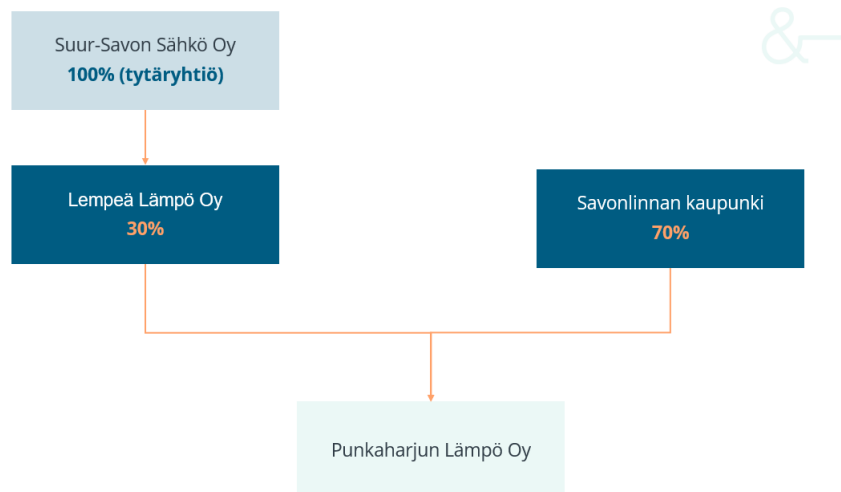 Suur-Savon Sähkö Oy
100% (tytäryhtiö)
Lempeä Lämpö Oy
30%
Savonlinnan kaupunki
70%
Punkaharjun Lämpö Oy